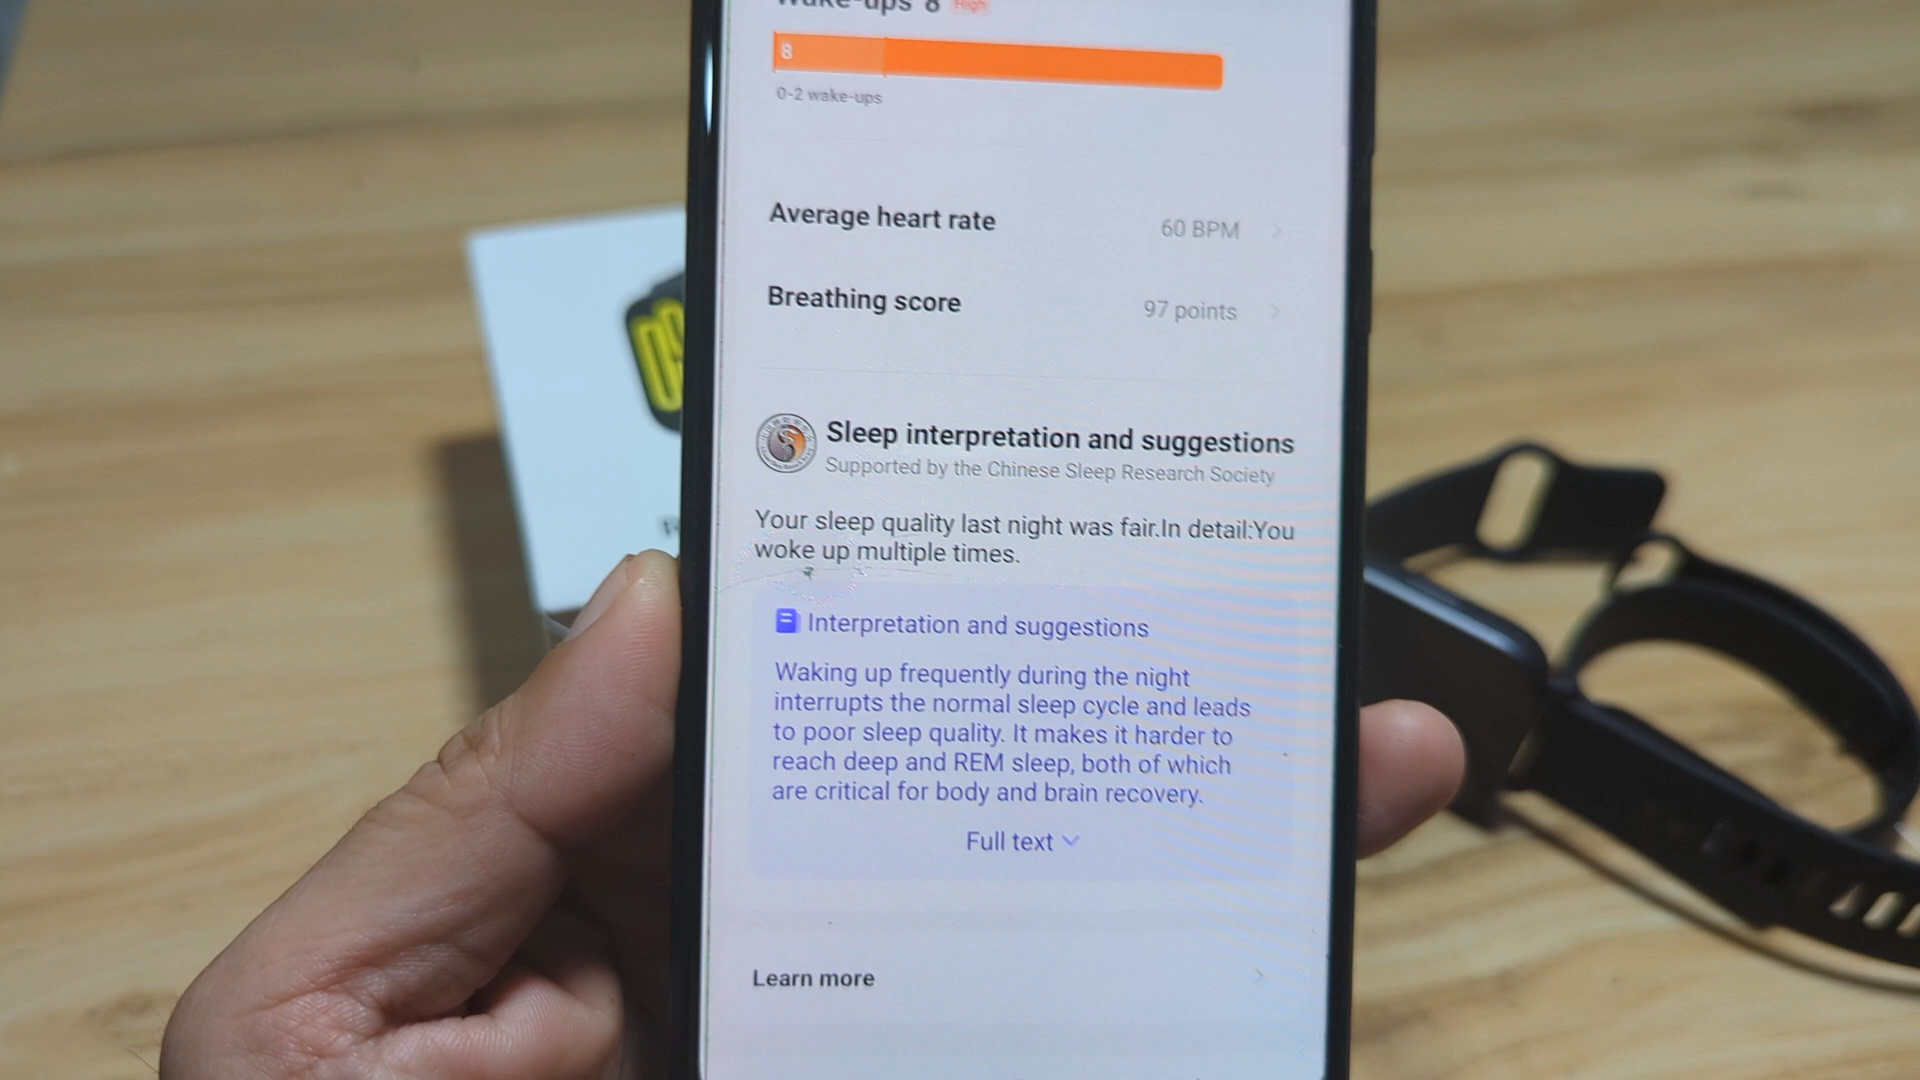 Wake-ups 8 High
8
0-2 wake-ups
Average heart rate 60 BPM
Breathing score 97 points
Sleep interpretation and suggestions
Supported by the Chinese Sleep Research Society
Your sleep quality last night was fair.In detail:You
woke up multiple times.
Interpretation and suggestions
Waking up frequently during the night
interrupts the normal sleep cycle and leads
to poor sleep quality. It makes it harder to
reach deep and REM sleep, both of which
are critical for body and brain recovery.
Full text
Learn more